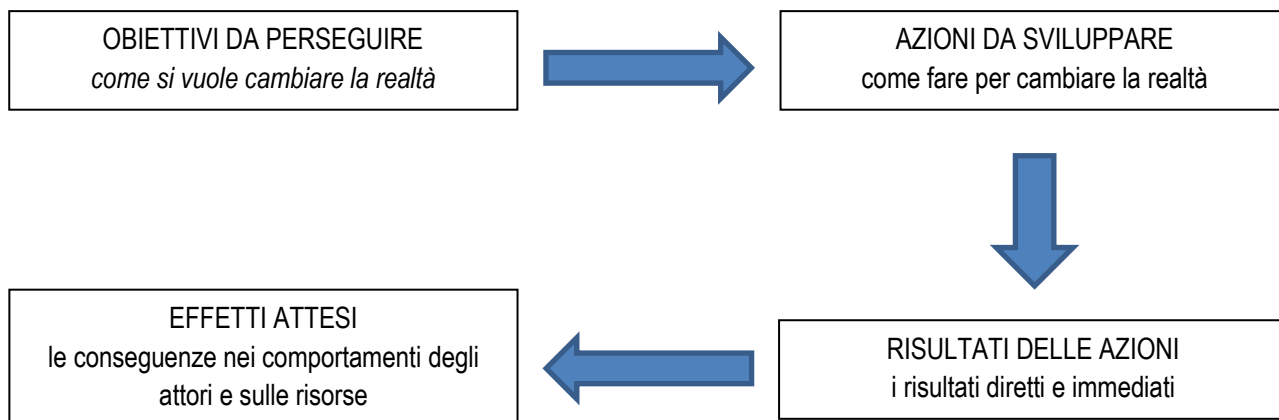 OBIETTIVI DA PERSEGUIRE
come si vuole cambiare la realtà
AZIONI DA SVILUPPARE
come fare per cambiare la realtà
EFFETTI ATTESI
le conseguenze nei comportamenti degli
attori e sulle risorse
RISULTATI DELLE AZIONI
i risultati diretti e immediati